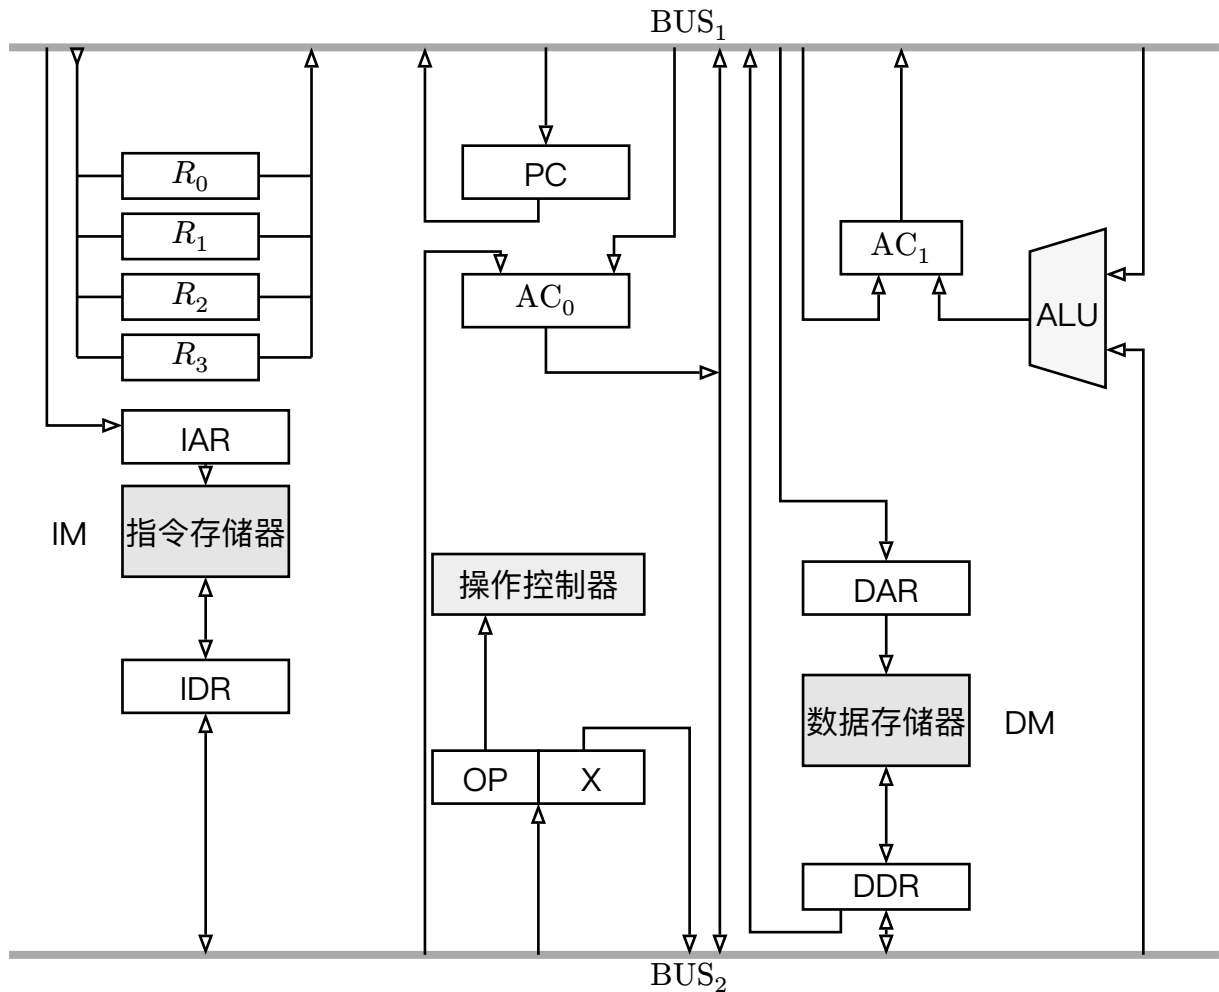 BUS₁
R₀
R₁
R₂
R₃
IAR
IM
指令存储器
IDR
PC
AC₀
操作控制器
OP
X
AC₁
ALU
DAR
数据存储器
DM
DDR
BUS₂